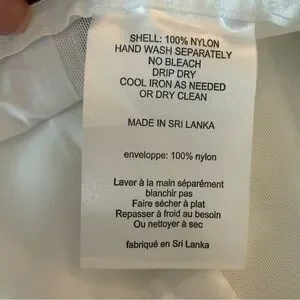 SHELL: 100% NYLON
HAND WASH SEPARATELY
NO BLEACH
DRIP DRY
COOL IRON AS NEEDED
OR DRY CLEAN
MADE IN SRI LANKA
enveloppe: 100% nylon
Laver à la main séparément
blanchir pas
Faire sécher à plat
Repasser à froid au besoin
Ou nettoyer à sec
fabriqué en Sri Lanka